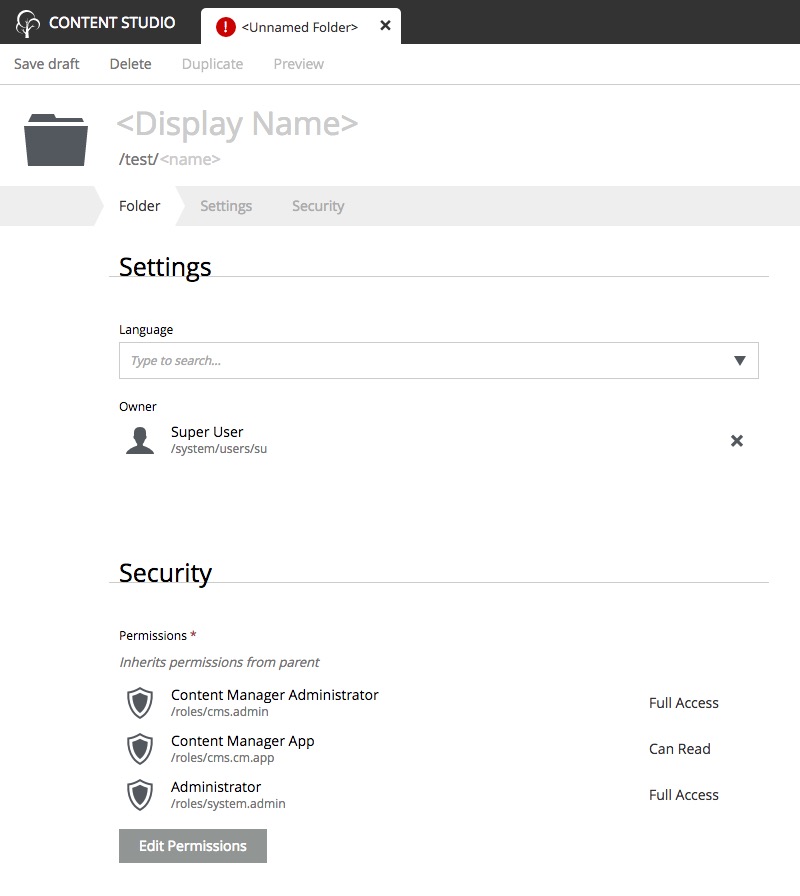 CONTENT STUDIO
<Unnamed Folder>
Save draft Delete Duplicate Preview
<Display Name>
/test/<name>
Folder Settings Security
Settings
Language
Type to search...
Owner
Super User
/system/users/su
Security
Permissions *
Inherits permissions from parent
Content Manager Administrator
/roles/cms.admin
Full Access
Content Manager App
/roles/cms.cm.app
Can Read
Administrator
/roles/system.admin
Full Access
Edit Permissions